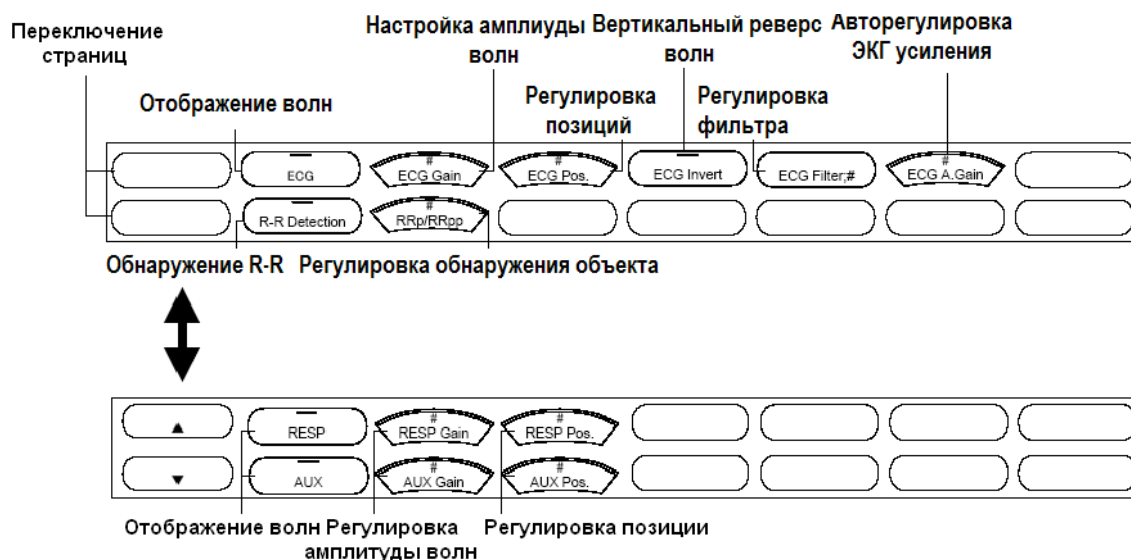 Переключение
страниц
Настройка амплиуды
волн
Вертикальный реверс
волн
Авторегулировка
ЭКГ усиления
Отображение волн
Регулировка
позиций
Регулировка
фильтра
ECG
#
ECG Gain
#
ECG Pos.
ECG Invert
ECG Filter;#
#
ECG A.Gain
R-R Detection
#
RRp/RRpp
Обнаружение R-R
Регулировка обнаружения объекта
▲
RESP
#
RESP Gain
#
RESP Pos.
▼
AUX
#
AUX Gain
#
AUX Pos.
Отображение волн
Регулировка
амплитуды волн
Регулировка позиции